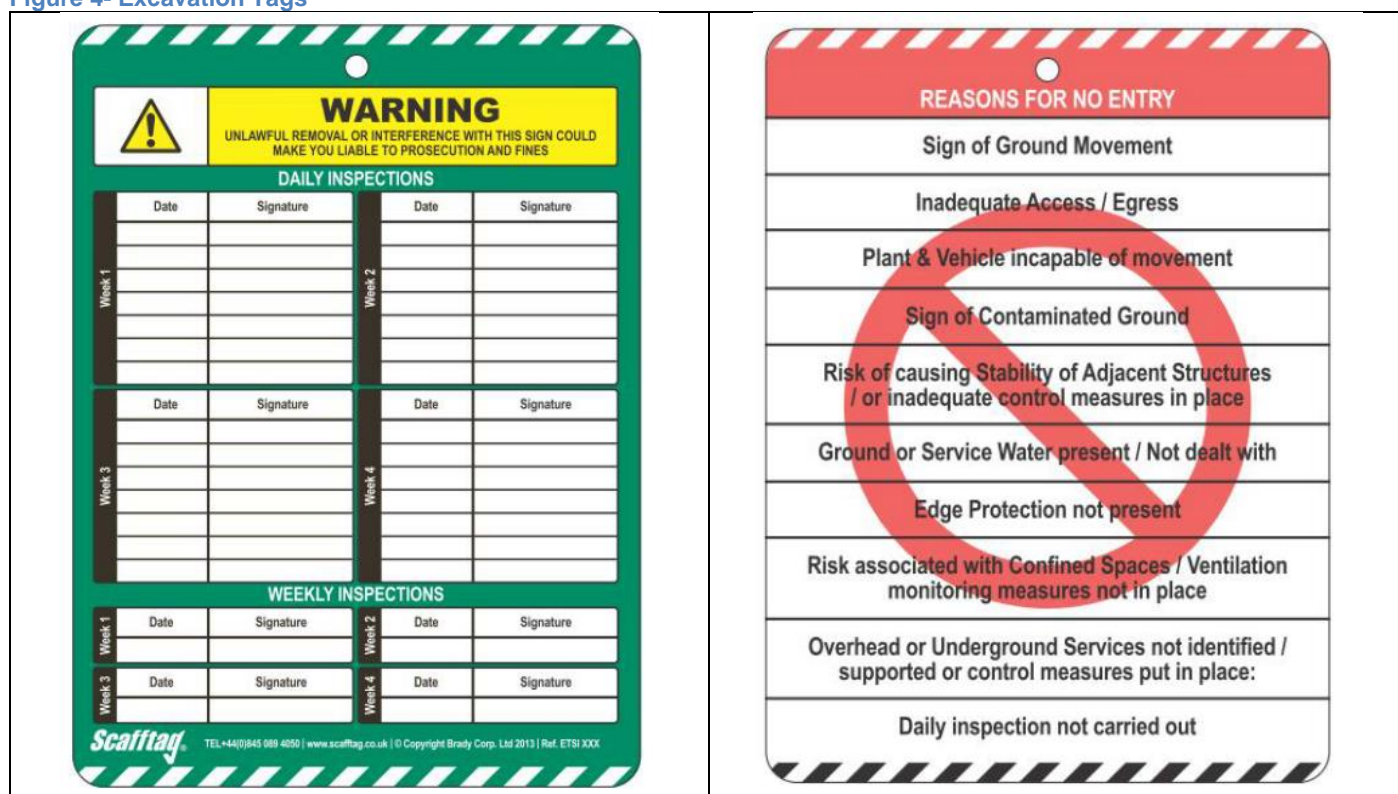 Figure 4- Excavation Tags
WARNING
UNLAWFUL REMOVAL OR INTERFERENCE WITH THIS SIGN COULD
MAKE YOU LIABLE TO PROSECUTION AND FINES
DAILY INSPECTIONS
Week 1
Date Signature
Week 2
Date Signature
Week 3
Date Signature
Week 4
Date Signature
WEEKLY INSPECTIONS
Week 1
Date Signature
Week 2
Date Signature
Week 3
Date Signature
Week 4
Date Signature
Scafftag®
TEL+44(0)845 089 4050 | www.scafftag.co.uk | © Copyright Brady Corp. Ltd 2013 | Ref. ETSI XXX
REASONS FOR NO ENTRY
Sign of Ground Movement
Inadequate Access / Egress
Plant & Vehicle incapable of movement
Sign of Contaminated Ground
Risk of causing Stability of Adjacent Structures
/ or inadequate control measures in place
Ground or Service Water present / Not dealt with
Edge Protection not present
Risk associated with Confined Spaces / Ventilation
monitoring measures not in place
Overhead or Underground Services not identified /
supported or control measures put in place:
Daily inspection not carried out